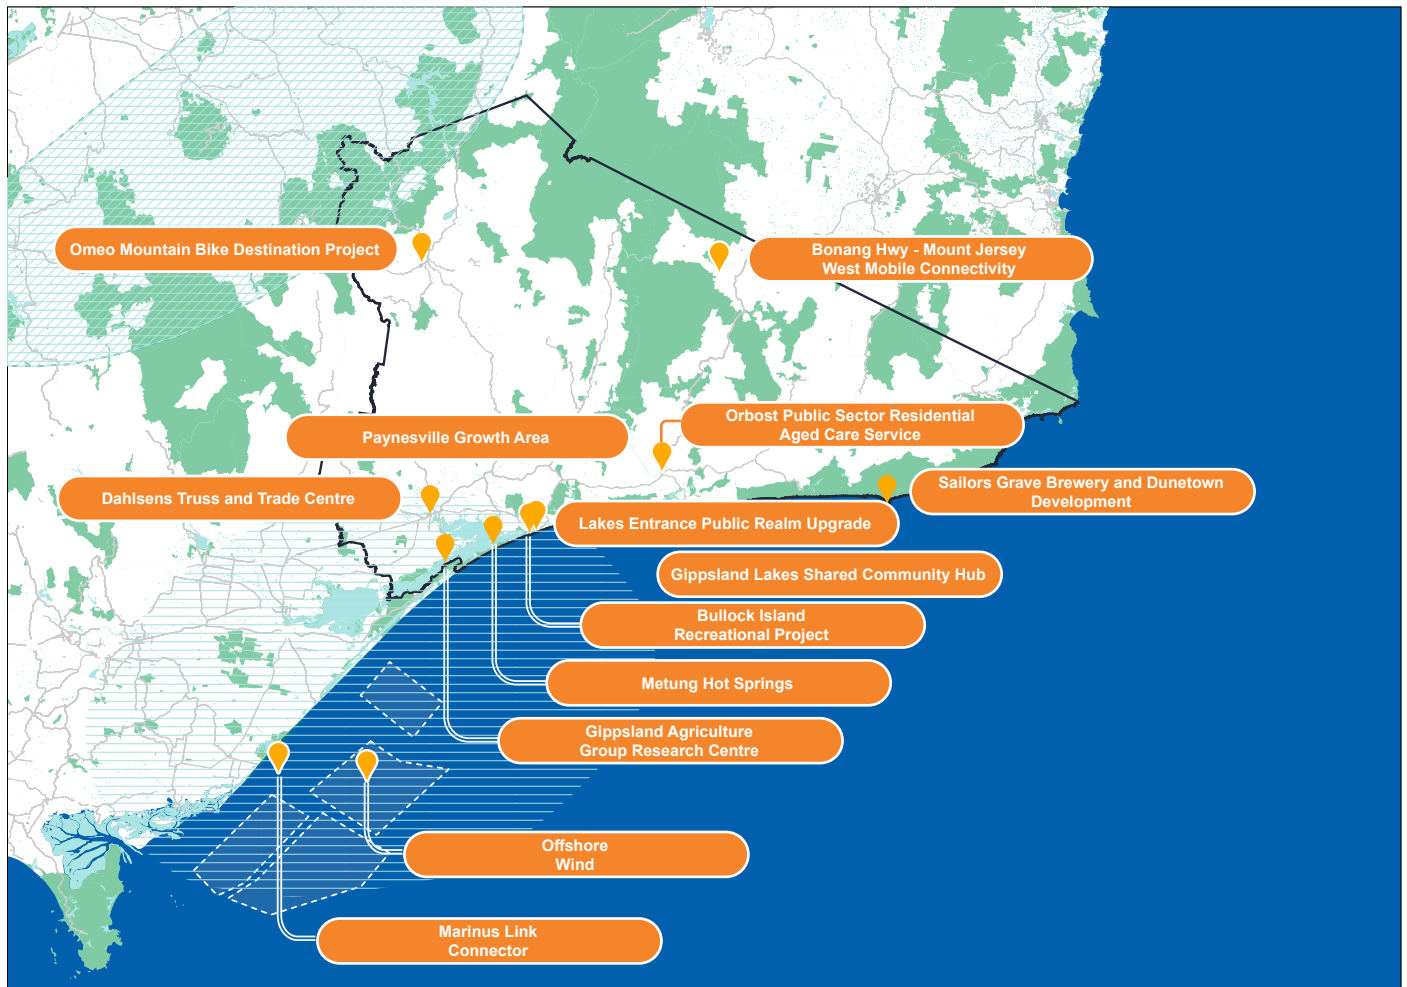 Omeo Mountain Bike Destination Project
Bonang Hwy - Mount Jersey
West Mobile Connectivity
Orbost Public Sector Residential
Aged Care Service
Paynesville Growth Area
Sailors Grave Brewery and Dunetown
Development
Dahlsens Truss and Trade Centre
Lakes Entrance Public Realm Upgrade
Gippsland Lakes Shared Community Hub
Bullock Island
Recreational Project
Metung Hot Springs
Gippsland Agriculture
Group Research Centre
Offshore
Wind
Marinus Link
Connector